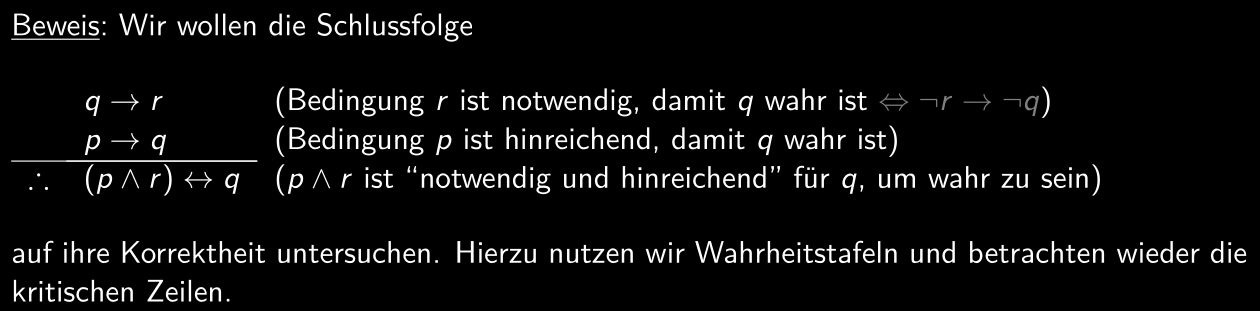 Beweis: Wir wollen die Schlussfolge
q → r (Bedingung r ist notwendig, damit q wahr ist ⇔ ¬r → ¬q)
p → q (Bedingung p ist hinreichend, damit q wahr ist)
∴ (p ∧ r) ↔ q (p ∧ r ist “notwendig und hinreichend” für q, um wahr zu sein)
auf ihre Korrektheit untersuchen. Hierzu nutzen wir Wahrheitstafeln und betrachten wieder die
kritischen Zeilen.